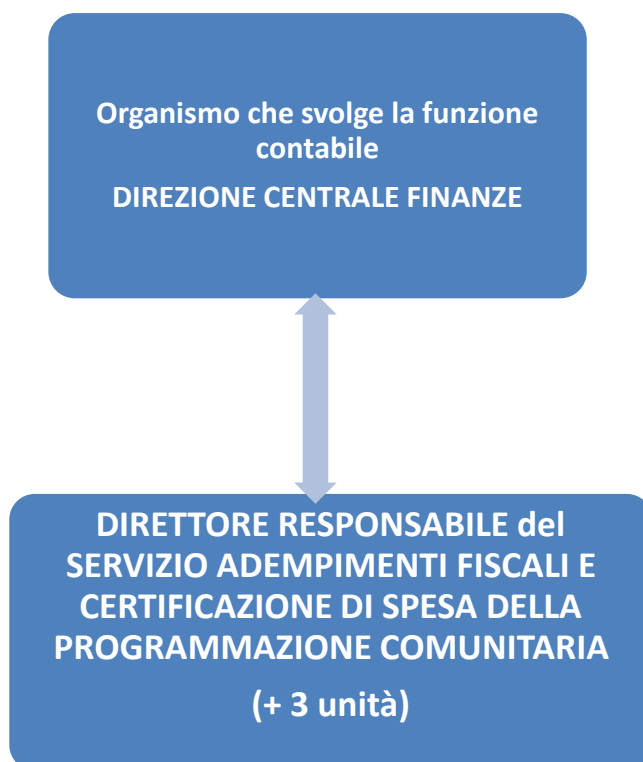 Organismo che svolge la funzione
contabile
DIREZIONE CENTRALE FINANZE
DIRETTORE RESPONSABILE del
SERVIZIO ADEMPIMENTI FISCALI E
CERTIFICAZIONE DI SPESA DELLA
PROGRAMMAZIONE COMUNITARIA
(+ 3 unità)